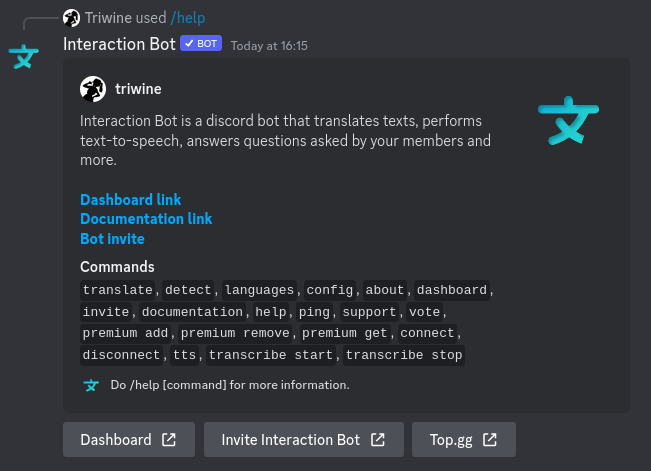 Triwine used /help
文 Interaction Bot ✓ BOT Today at 16:15
triwine
文
Interaction Bot is a discord bot that translates texts, performs
text-to-speech, answers questions asked by your members and
more.
Dashboard link
Documentation link
Bot invite
Commands
translate, detect, languages, config, about, dashboard,
invite, documentation, help, ping, support, vote,
premium add, premium remove, premium get, connect,
disconnect, tts, transcribe start, transcribe stop
文 Do /help [command] for more information.
Dashboard Invite Interaction Bot Top.gg